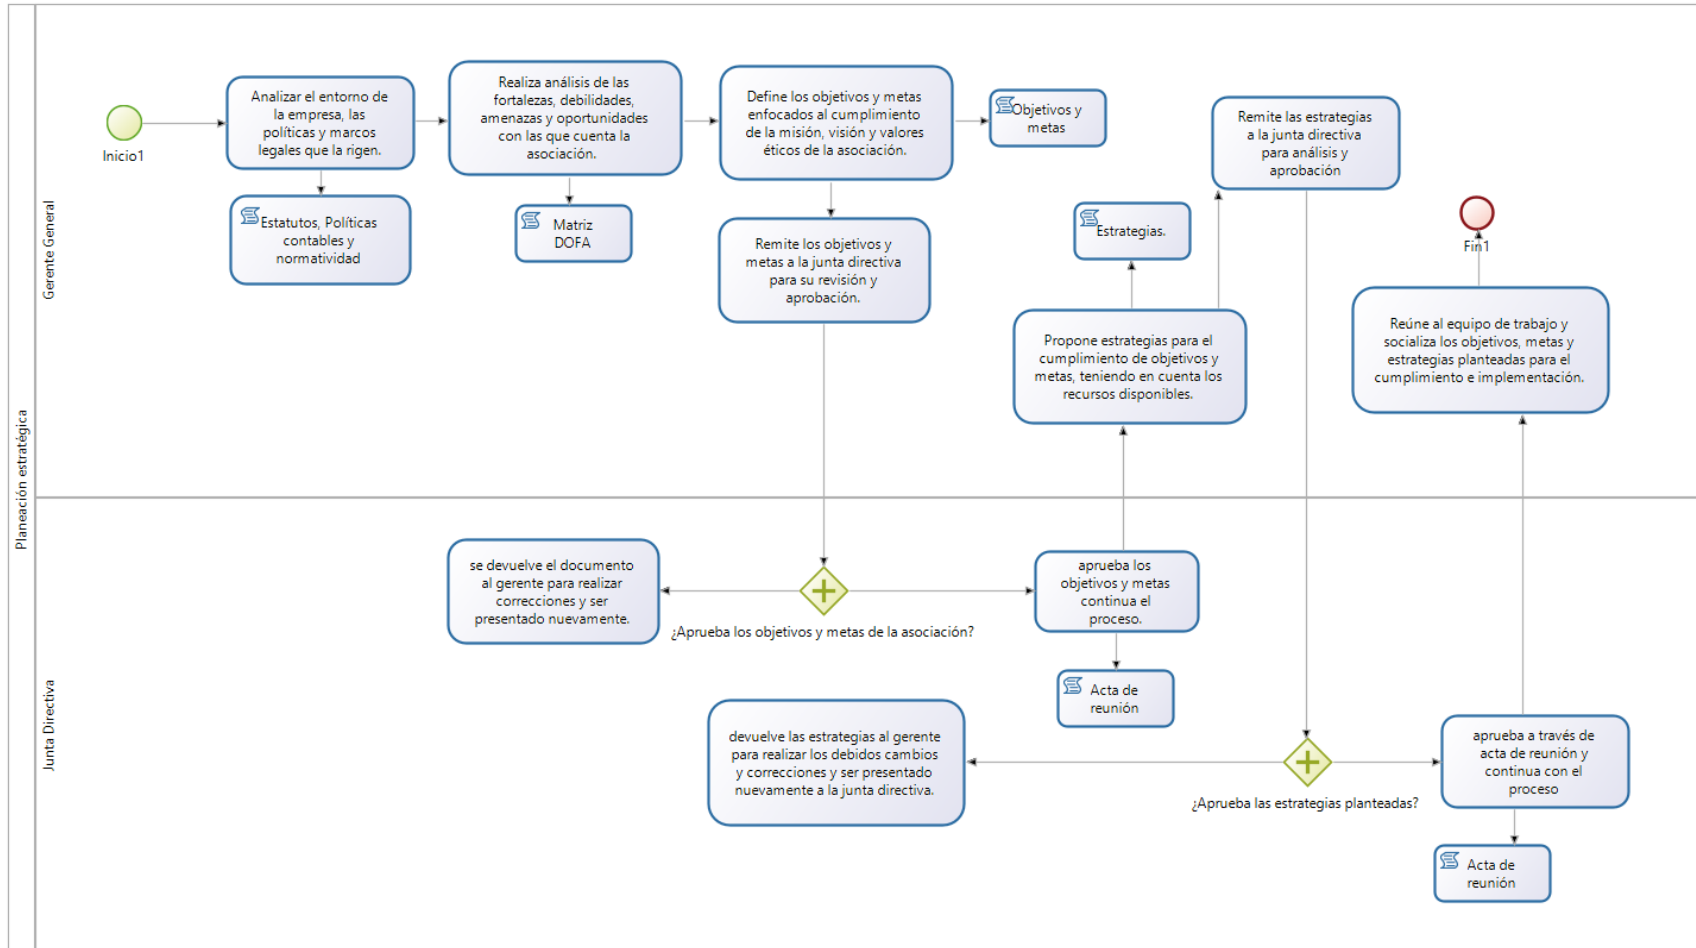 Planeación estratégica
Gerente General
Inicio1
Analizar el entorno de
la empresa, las
políticas y marcos
legales que la rigen.
Estatutos, Políticas
contables y
normatividad
Realiza análisis de las
fortalezas, debilidades,
amenazas y oportunidades
con las que cuenta la
asociación.
Matriz
DOFA
Define los objetivos y metas
enfocados al cumplimiento
de la misión, visión y valores
éticos de la asociación.
Objetivos y
metas
Remite los objetivos y
metas a la junta directiva
para su revisión y
aprobación.
Estrategias.
Propone estrategias para el
cumplimiento de objetivos y
metas, teniendo en cuenta los
recursos disponibles.
Remite las estrategias
a la junta directiva
para análisis y
aprobación
Fin1
Reúne al equipo de trabajo y
socializa los objetivos, metas y
estrategias planteadas para el
cumplimiento e implementación.
Junta Directiva
se devuelve el documento
al gerente para realizar
correcciones y ser
presentado nuevamente.
¿Aprueba los objetivos y metas de la asociación?
aprueba los
objetivos y metas
continua el
proceso.
Acta de
reunión
devuelve las estrategias al gerente
para realizar los debidos cambios
y correcciones y ser presentado
nuevamente a la junta directiva.
¿Aprueba las estrategias planteadas?
aprueba a través de
acta de reunión y
continua con el
proceso
Acta de
reunión